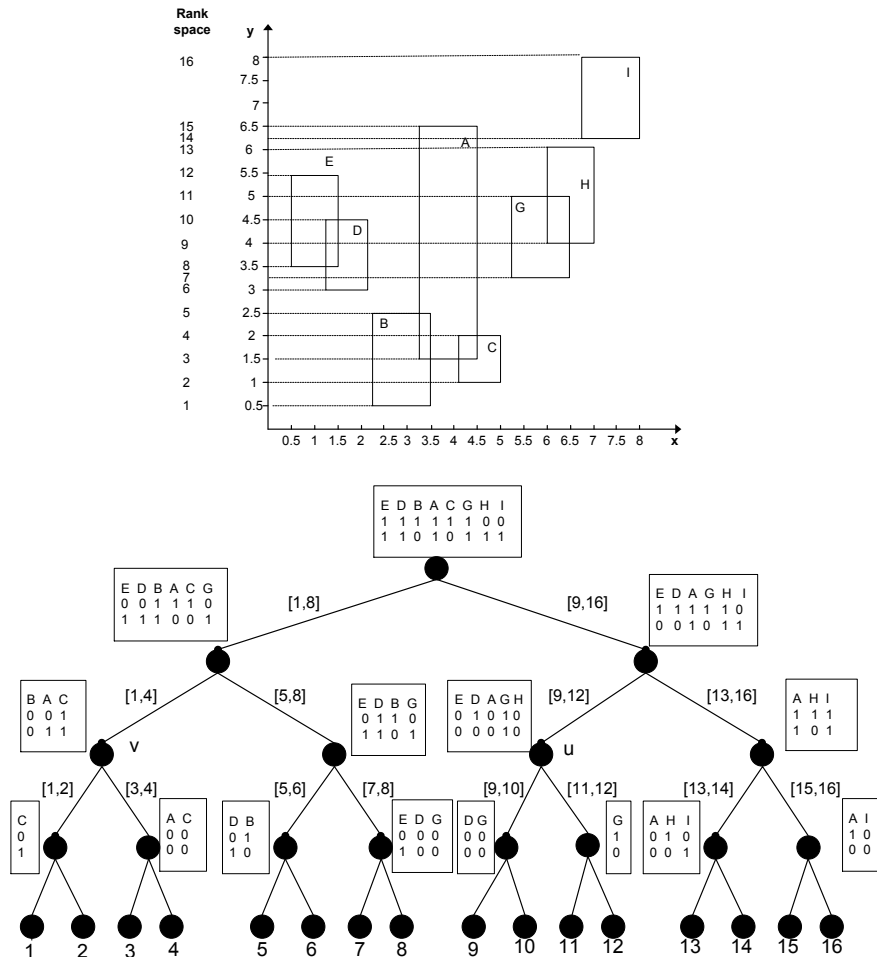 Rank
space
y
16 8
I
7.5
7
15 6.5
14
A
13 6
E
12 5.5
H
11 5
G
10 4.5
D
9 4
8 3.5
7
6 3
5 2.5
B
4 2
C
3 1.5
2 1
1 0.5
0.5 1 1.5 2 2.5 3 3.5 4 4.5 5 5.5 6 6.5 7 7.5 8
x
E D B A C G H I
1 1 1 1 1 1 0 0
1 1 0 1 0 1 1 1
[1,8] [9,16]
E D B A C G
0 0 1 1 1 0
1 1 1 0 0 1
E D A G H I
1 1 1 1 1 0
0 0 1 0 1 1
[1,4] [5,8] [9,12] [13,16]
B A C
0 0 1
0 1 1
v
E D B G
0 1 1 0
1 1 0 1
E D A G H
0 1 0 1 1
0 0 0 0 0
u
A H I
1 1 1
1 0 1
[1,2] [3,4] [5,6] [7,8] [9,10] [11,12] [13,14] [15,16]
C
0
1
A C
0 0
0 0
D B
0 1
1 0
E D G
0 0 0
1 0 0
D G
0 0
0 0
G
1
0
A H I
0 1 0
0 0 1
A I
1 0
0 0
1 2 3 4 5 6 7 8 9 10 11 12 13 14 15 16